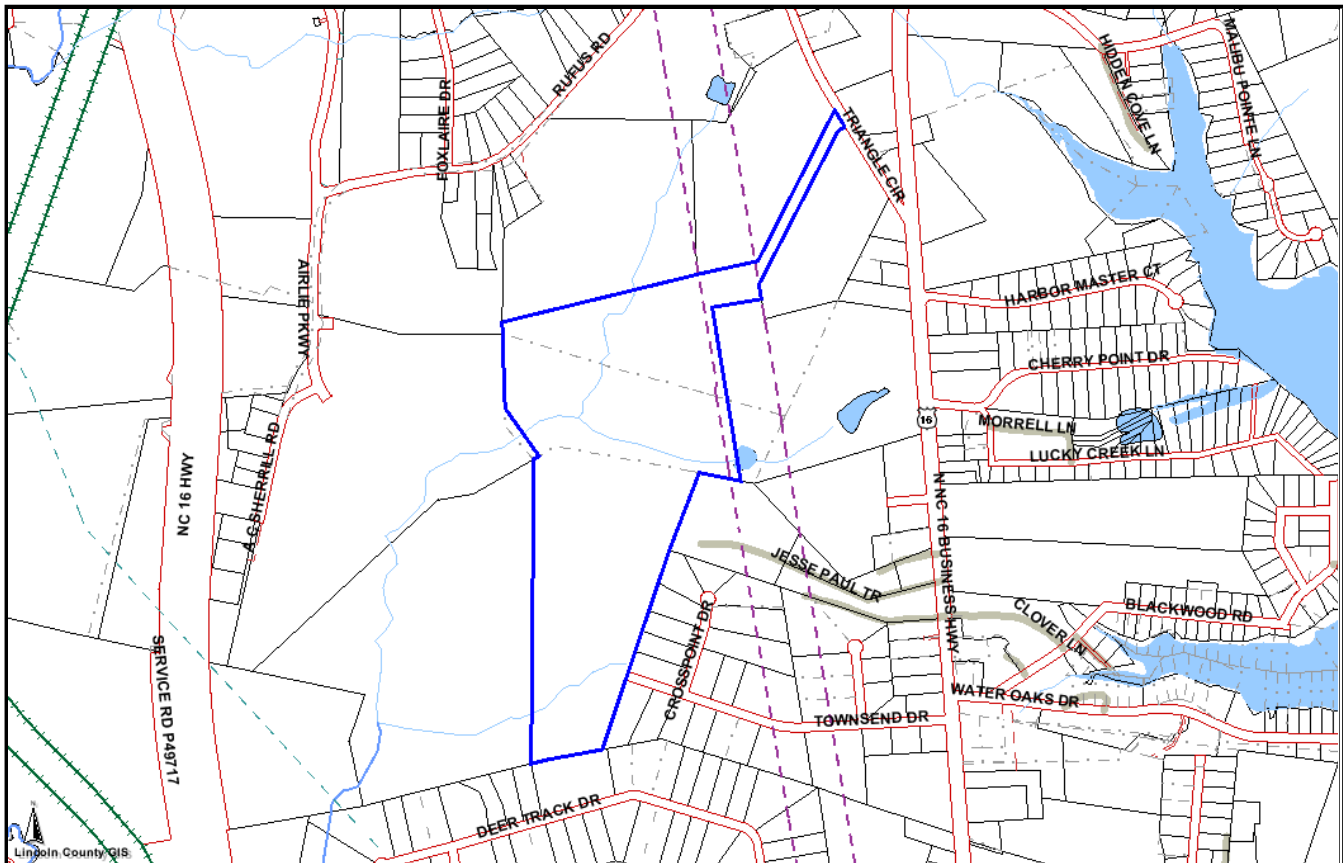 HIDDEN COVE LN
MALIBU POINTE LN
RUFUS RD
FOXLAIRE DR
TRIANGLE CIR
AIRLIE PKWY
HARBOR MASTER CT
CHERRY POINT DR
16
MORRELL LN
LUCKY CREEK LN
A G SHERRILL RD
NC 16 HWY
N NC 16 BUSINESS HWY
JESSE PAUL TR
CLOVER LN
BLACKWOOD RD
CROSSPOINT DR
SERVICE RD P49717
WATER OAKS DR
TOWNSEND DR
DEER TRACK DR
N
Lincoln County GIS